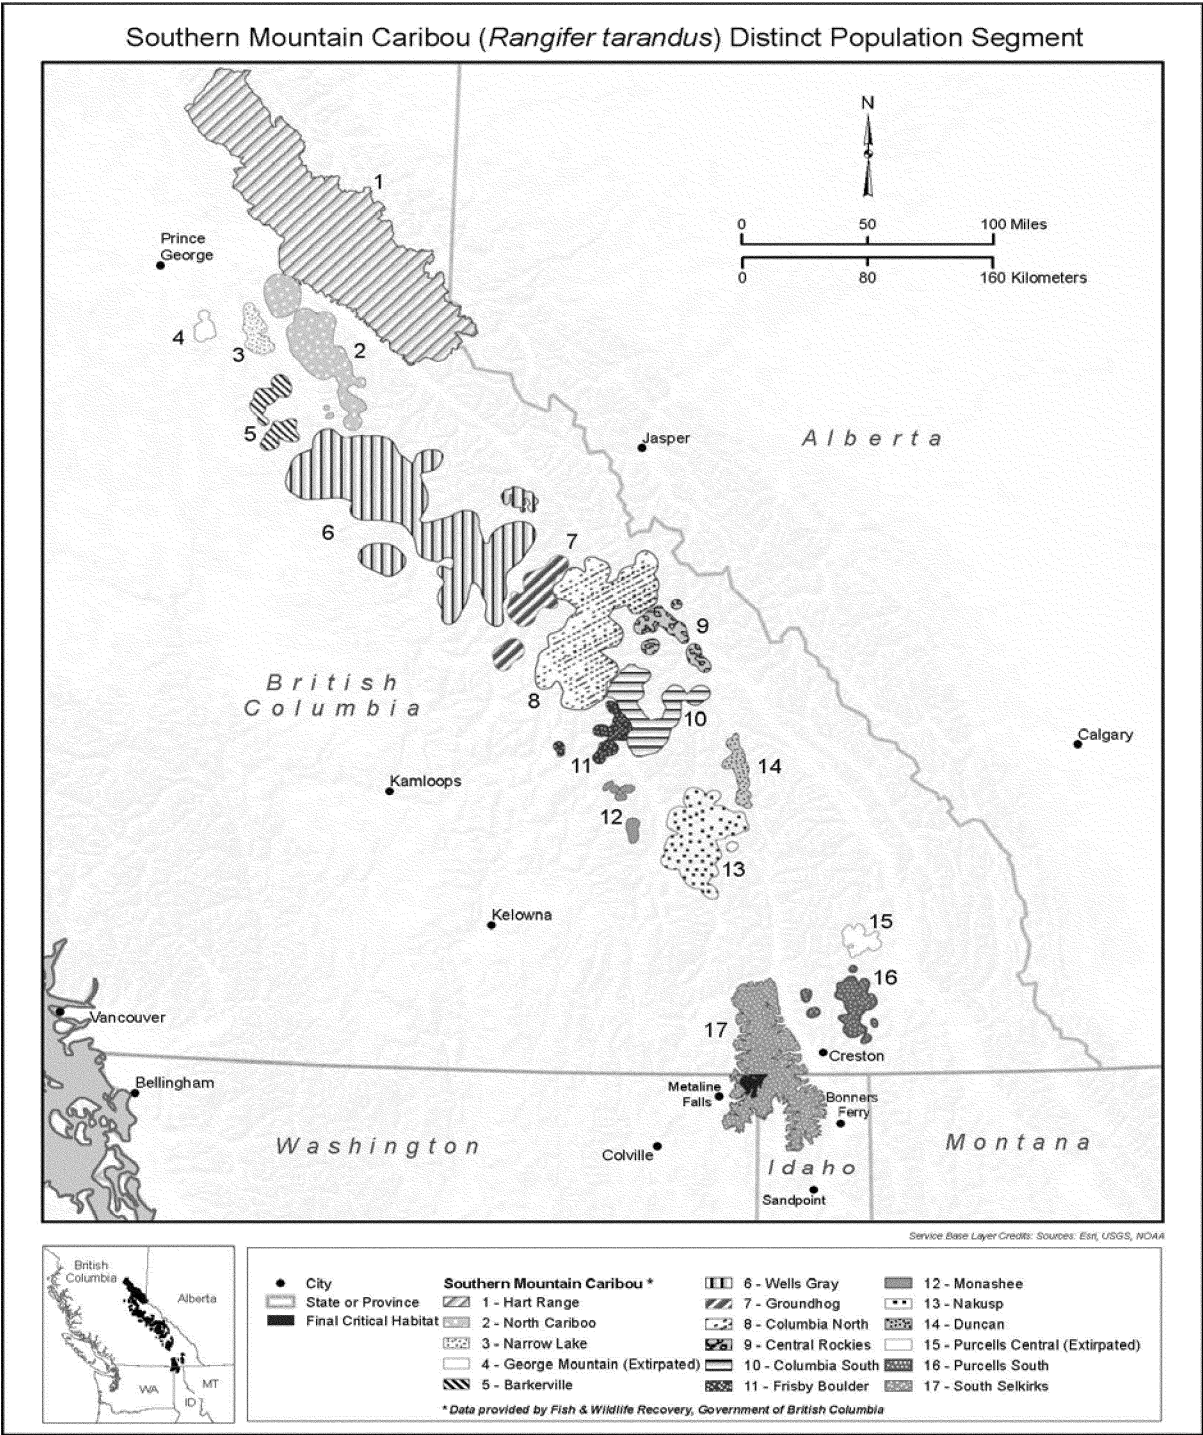 Southern Mountain Caribou (Rangifer tarandus) Distinct Population Segment
N
0 50 100 Miles
0 80 160 Kilometers
1
Prince
George
4
3
2
5
Jasper
Alberta
6
7
9
British
Columbia
8
10
Calgary
11
14
Kamloops
12
13
Kelowna
15
16
17
Vancouver
Creston
Bellingham
Metaline
Falls
Bonners
Ferry
Washington
Montana
Colville
Idaho
Sandpoint
Service Base Layer Credits: Sources: Esri, USGS, NOAA
British
Columbia
Alberta
WA
MT
ID
City
State or Province
Final Critical Habitat
Southern Mountain Caribou *
1 - Hart Range
2 - North Cariboo
3 - Narrow Lake
4 - George Mountain (Extirpated)
5 - Barkerville
6 - Wells Gray
7 - Groundhog
8 - Columbia North
9 - Central Rockies
10 - Columbia South
11 - Frisby Boulder
12 - Monashee
13 - Nakusp
14 - Duncan
15 - Purcells Central (Extirpated)
16 - Purcells South
17 - South Selkirks
* Data provided by Fish & Wildlife Recovery, Government of British Columbia